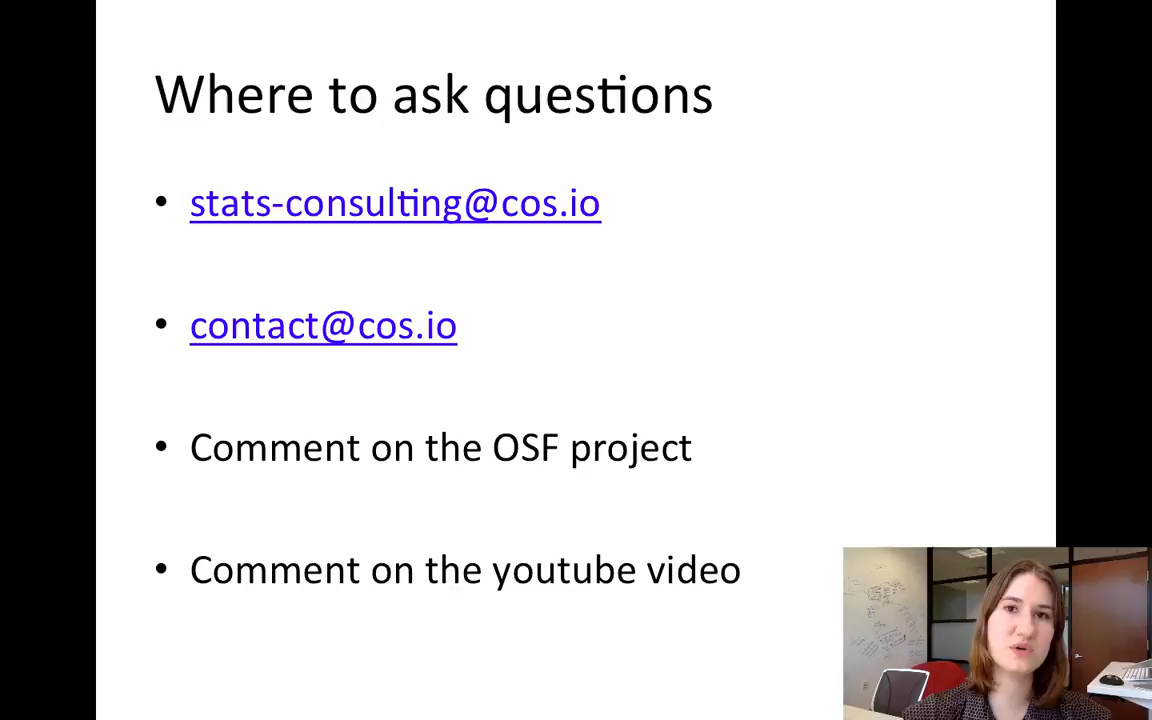 Where to ask questions
• stats-consulting@cos.io
• contact@cos.io
• Comment on the OSF project
• Comment on the youtube video